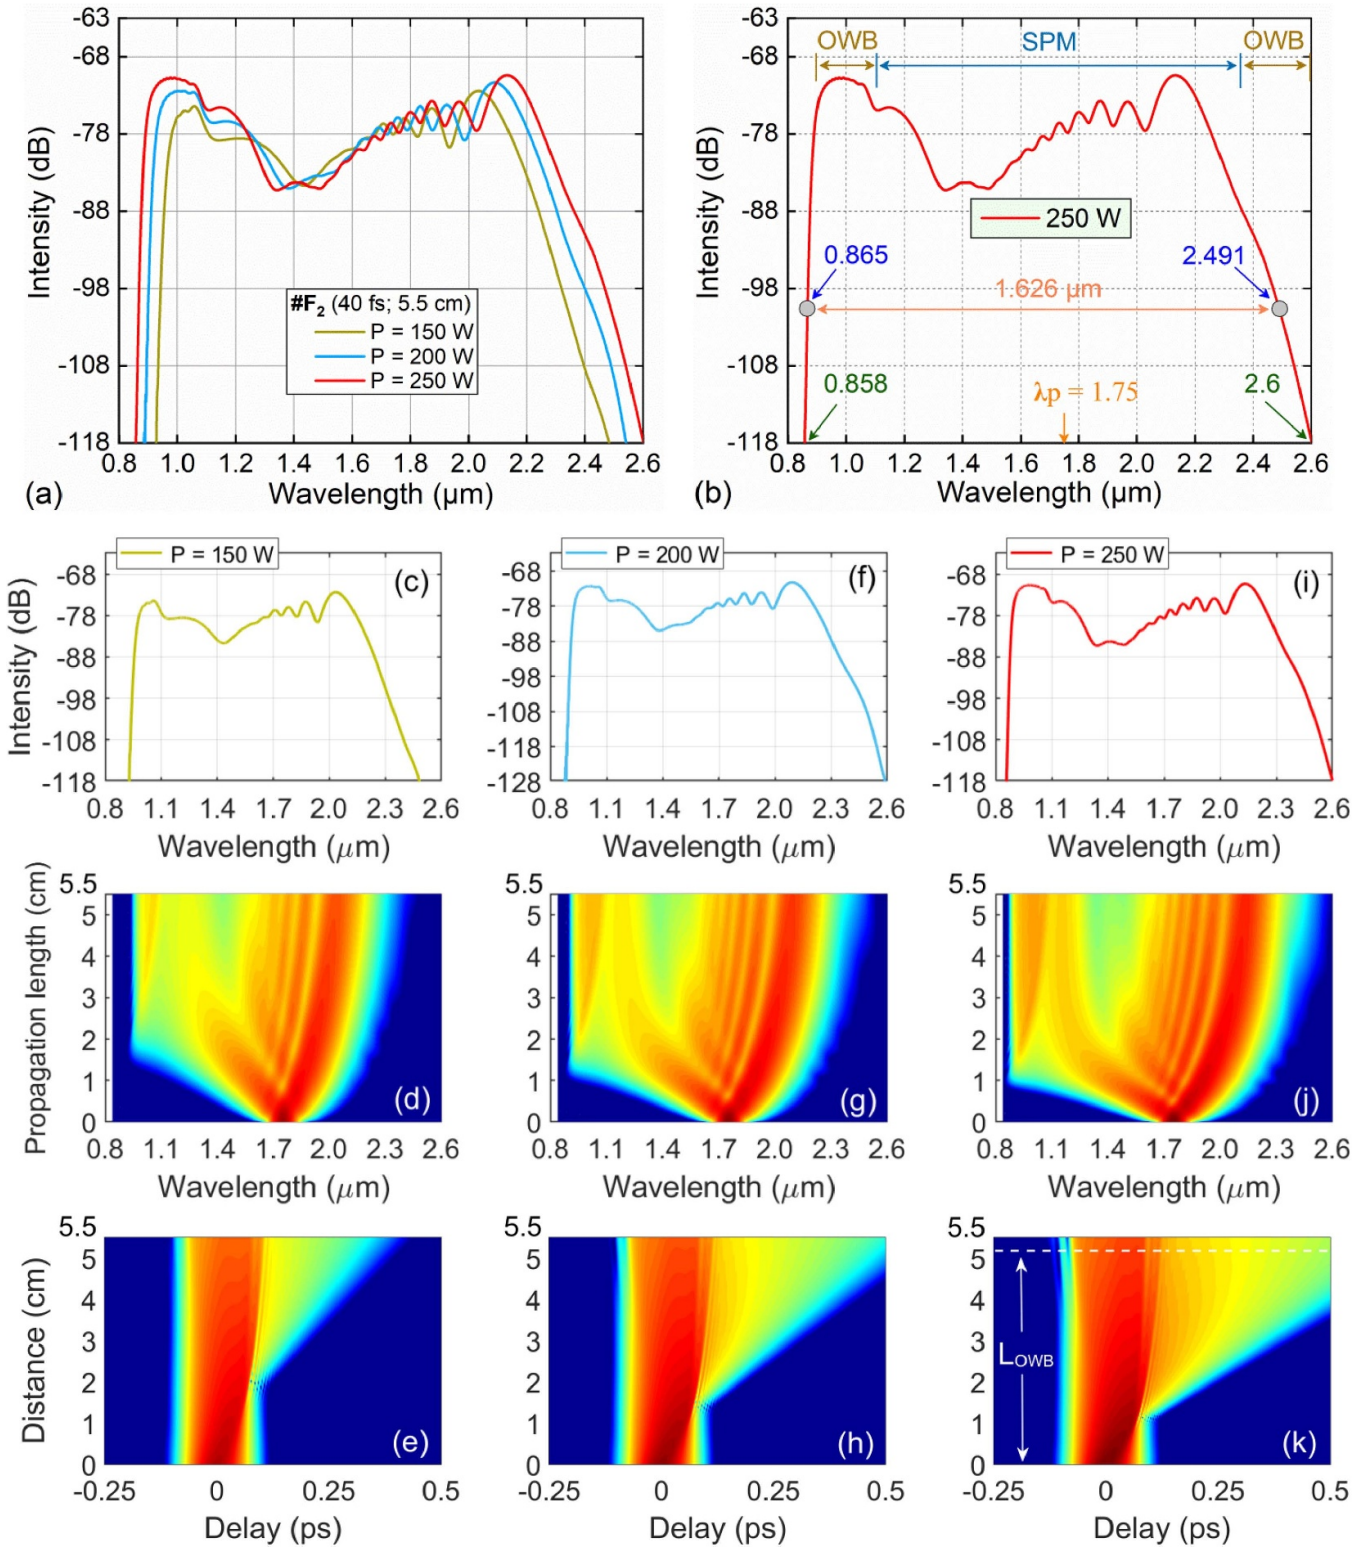 -63
-68
-78
-88
-98
-108
-118
Intensity (dB)
#F2 (40 fs; 5.5 cm)
P = 150 W
P = 200 W
P = 250 W
0.8 1.0 1.2 1.4 1.6 1.8 2.0 2.2 2.4 2.6
(a) Wavelength (μm)
-63
-68
-78
-88
-98
-108
-118
Intensity (dB)
OWB SPM OWB
250 W
0.865 2.491
1.626 μm
0.858 2.6
λp = 1.75
0.8 1.0 1.2 1.4 1.6 1.8 2.0 2.2 2.4 2.6
(b) Wavelength (μm)
P = 150 W
(c)
-68
-78
-88
-98
-108
-118
Intensity (dB)
0.8 1.1 1.4 1.7 2.0 2.3 2.6
Wavelength (μm)
P = 200 W
(f)
-68
-78
-88
-98
-108
-118
-128
0.8 1.1 1.4 1.7 2.0 2.3 2.6
Wavelength (μm)
P = 250 W
(i)
-68
-78
-88
-98
-108
-118
0.8 1.1 1.4 1.7 2.0 2.3 2.6
Wavelength (μm)
Propagation length (cm)
5.5
5
4
3
2
1
0
(d)
0.8 1.1 1.4 1.7 2.0 2.3 2.6
Wavelength (μm)
5.5
5
4
3
2
1
0
(g)
0.8 1.1 1.4 1.7 2.0 2.3 2.6
Wavelength (μm)
5.5
5
4
3
2
1
0
(j)
0.8 1.1 1.4 1.7 2.0 2.3 2.6
Wavelength (μm)
Distance (cm)
5.5
5
4
3
2
1
0
(e)
-0.25 0 0.25 0.5
Delay (ps)
5.5
5
4
3
2
1
0
(h)
-0.25 0 0.25 0.5
Delay (ps)
5.5
5
4
3
2
1
0
LOWB
(k)
-0.25 0 0.25 0.5
Delay (ps)